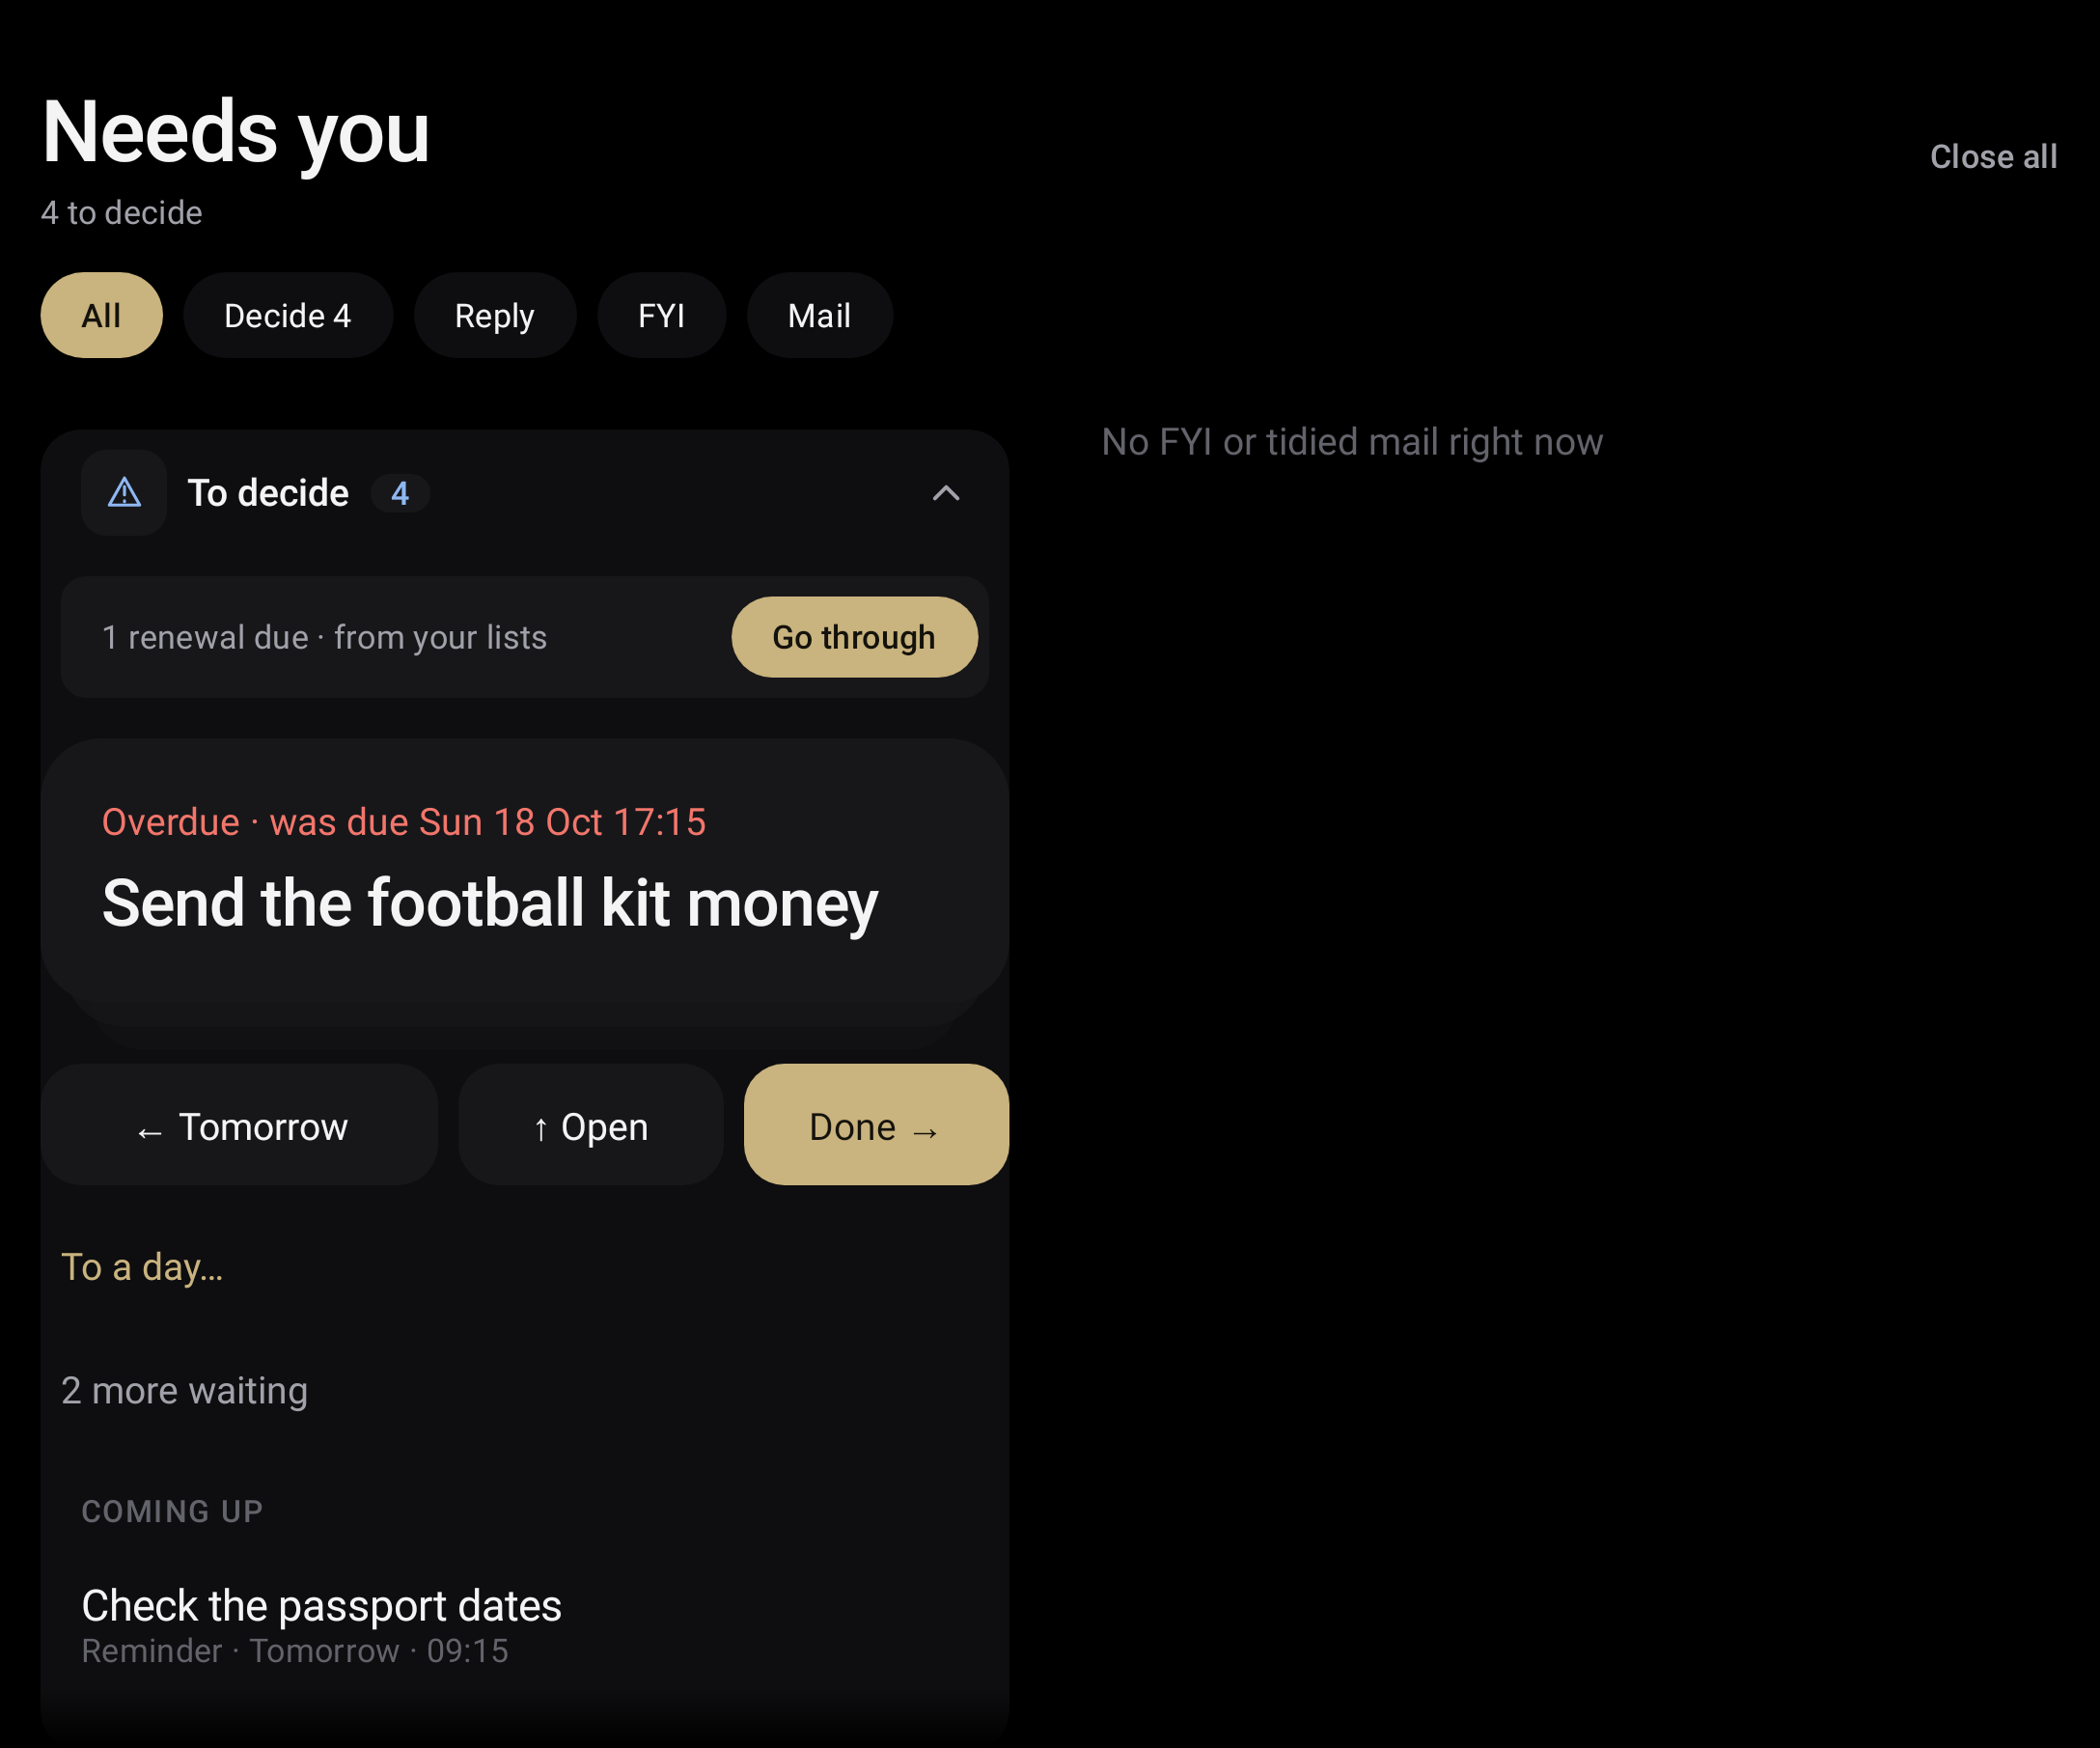 Needs you
Close all
4 to decide
All
Decide 4
Reply
FYI
Mail
No FYI or tidied mail right now
To decide 4
1 renewal due · from your lists
Go through
Overdue · was due Sun 18 Oct 17:15
Send the football kit money
← Tomorrow
↑ Open
Done →
To a day…
2 more waiting
COMING UP
Check the passport dates
Reminder · Tomorrow · 09:15